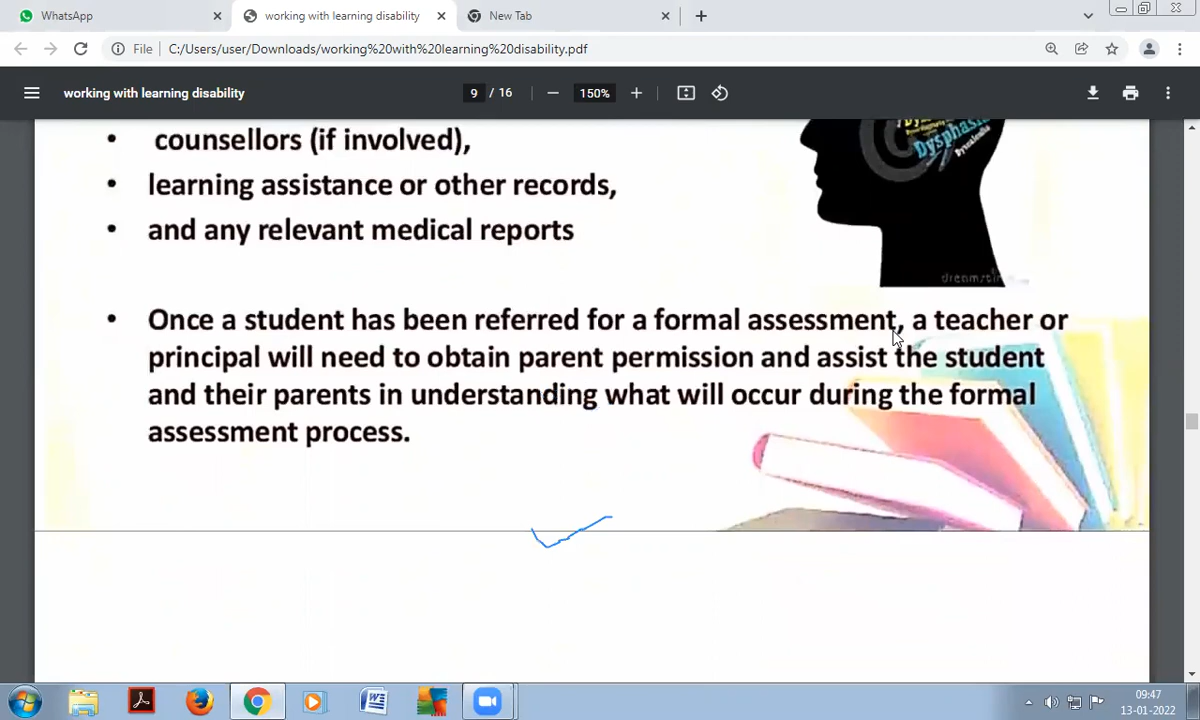 WhatsApp
working with learning disability
New Tab
File
C:/Users/user/Downloads/working%20with%20learning%20disability.pdf
working with learning disability
9 / 16
150%
• counsellors (if involved),
• learning assistance or other records,
• and any relevant medical reports
Dysphasia
• Once a student has been referred for a formal assessment, a teacher or
principal will need to obtain parent permission and assist the student
and their parents in understanding what will occur during the formal
assessment process.
09:47
13-01-2022